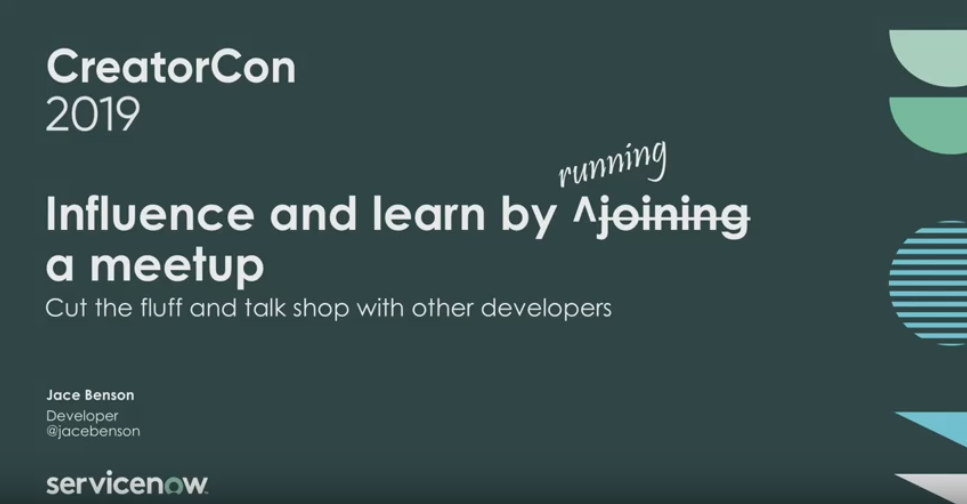 CreatorCon
2019
running
Influence and learn by ^joining
a meetup
Cut the fluff and talk shop with other developers
Jace Benson
Developer
@jacebenson
servicenow.